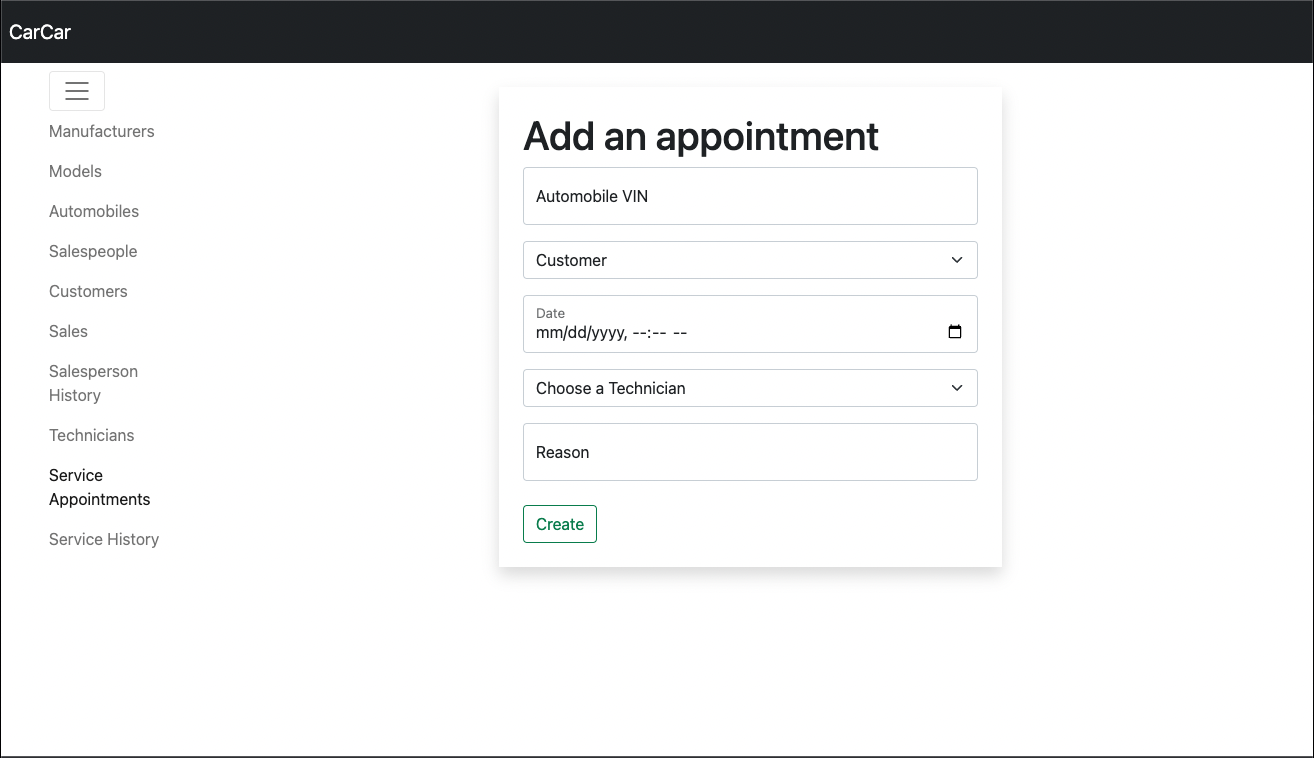 CarCar
Manufacturers
Models
Automobiles
Salespeople
Customers
Sales
Salesperson
History
Technicians
Service
Appointments
Service History
Add an appointment
Automobile VIN
Customer
Date
mm/dd/yyyy, --:-- --
Choose a Technician
Reason
Create